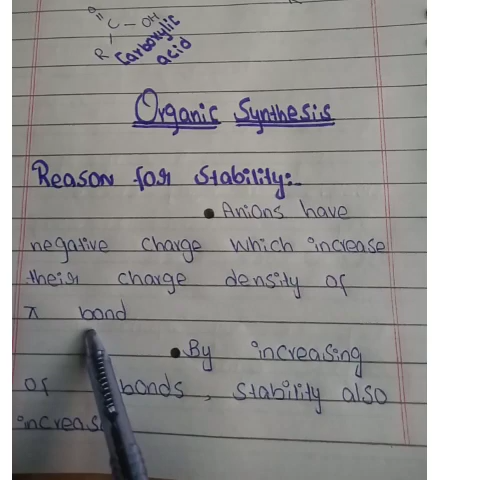 O
C - OH
R
Carboxylic
acid
Organic Synthesis
Reason for Stability:-
• Anions have
negative charge which increase
their charge density of
π bond
• By increasing
of bonds, stability also
increas